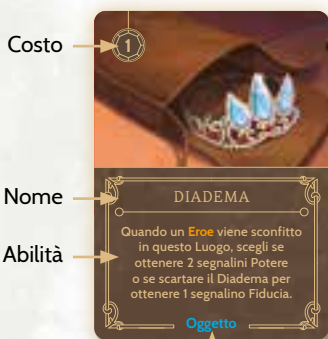 Costo
1
Nome
DIADEMA
Abilità
Quando un Eroe viene sconfitto
in questo Luogo, scegli se
ottenere 2 segnalini Potere
o se scartare il Diadema per
ottenere 1 segnalino Fiducia.
Oggetto